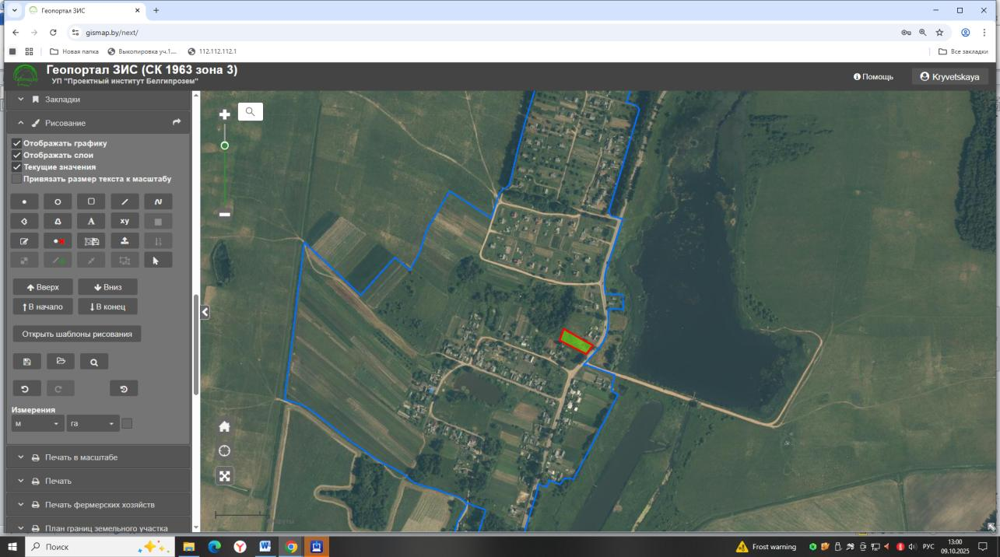 Геопортал ЗИС
gismap.by/next/
Новая папка
Выкопировка уч.1....
112.112.112.1
Все закладки
Геопортал ЗИС (СК 1963 зона 3)
УП "Проектный институт Белгипрозем"
Помощь
Kryvetskaya
Закладки
Рисование
Отображать графику
Отображать слои
Текущие значения
Привязать размер текста к масштабу
A
xy
Вверх
Вниз
В начало
В конец
Открыть шаблоны рисования
Измерения
м
га
Печать в масштабе
Печать
Печать фермерских хозяйств
План границ земельного участка
Поиск
Frost warning
РУС
13:00
09.10.2025